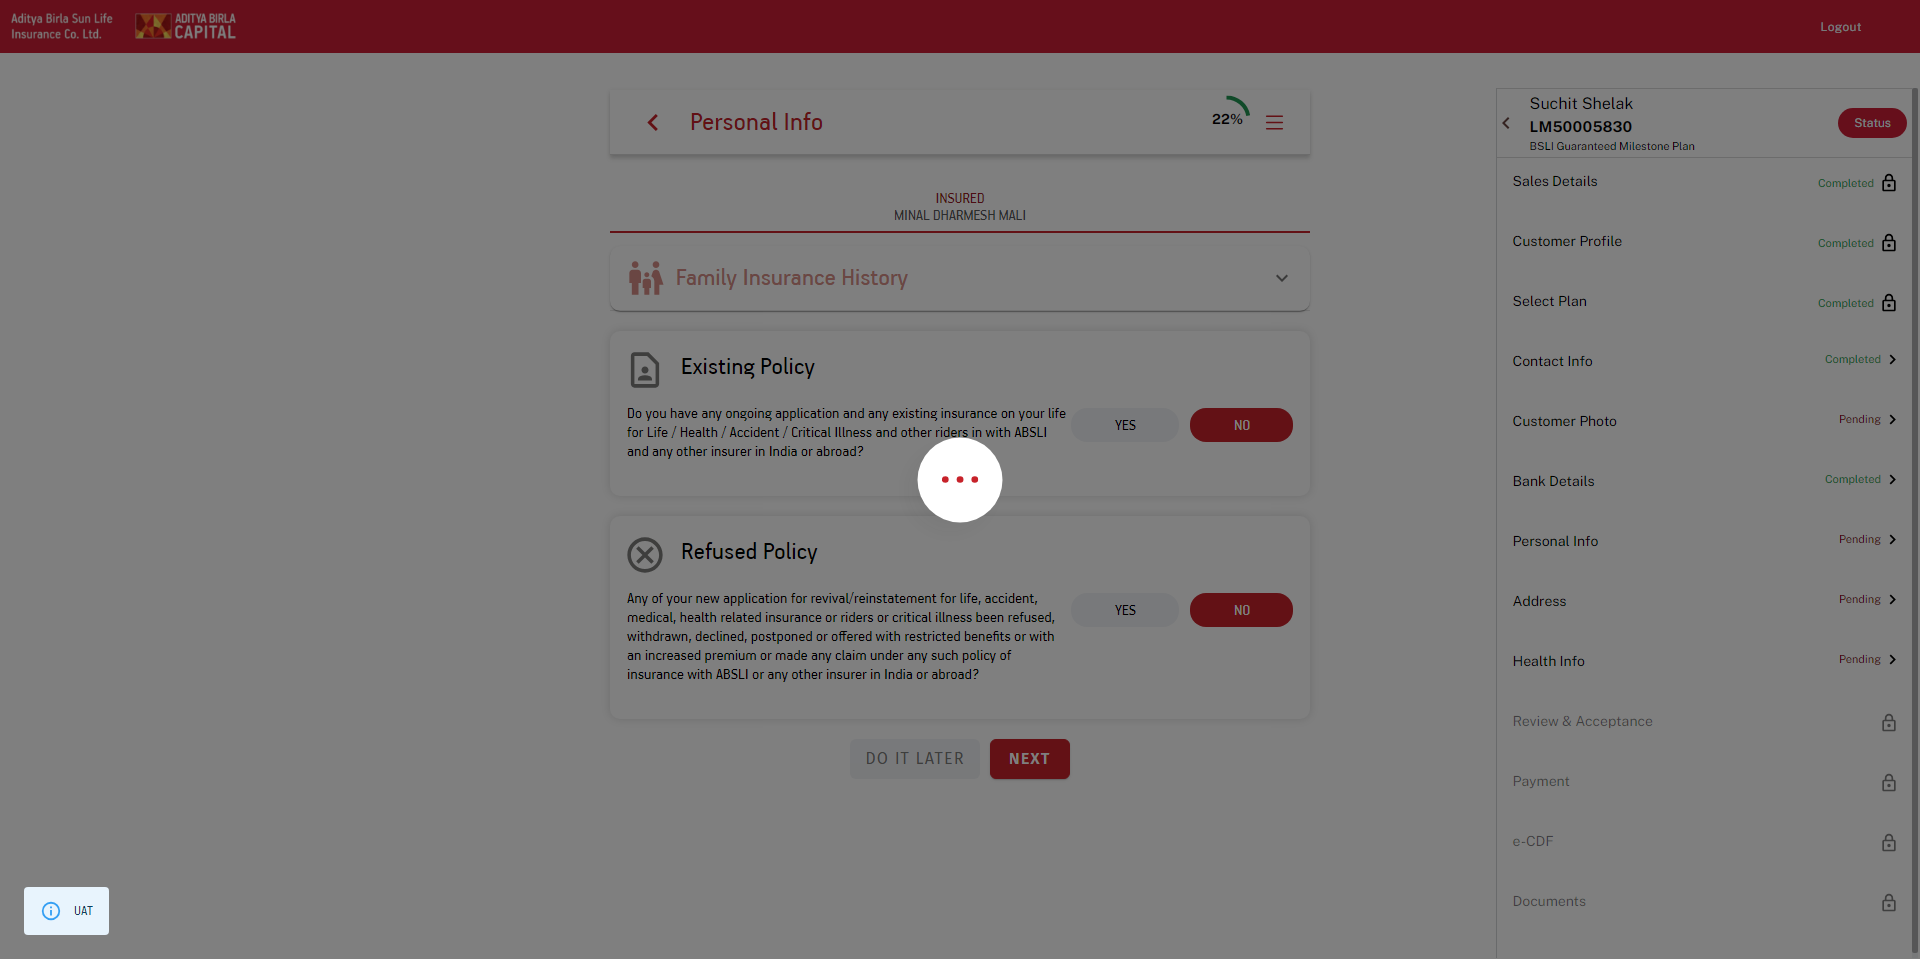 Aditya Birla Sun Life
Insurance Co. Ltd.
ADITYA BIRLA
CAPITAL
Logout
Personal Info
22%
INSURED
MINAL DHARMESH MALI
Family Insurance History
Existing Policy
Do you have any ongoing application and any existing insurance on your life
for Life / Health / Accident / Critical Illness and other riders in with ABSLI
and any other insurer in India or abroad?
YES
NO
Refused Policy
Any of your new application for revival/reinstatement for life, accident,
medical, health related insurance or riders or critical illness been refused,
withdrawn, declined, postponed or offered with restricted benefits or with
an increased premium or made any claim under any such policy of
insurance with ABSLI or any other insurer in India or abroad?
YES
NO
DO IT LATER
NEXT
Suchit Shelak
LM50005830
BSLI Guaranteed Milestone Plan
Status
Sales Details
Completed
Customer Profile
Completed
Select Plan
Completed
Contact Info
Completed
Customer Photo
Pending
Bank Details
Completed
Personal Info
Pending
Address
Pending
Health Info
Pending
Review & Acceptance
Payment
e-CDF
Documents
UAT